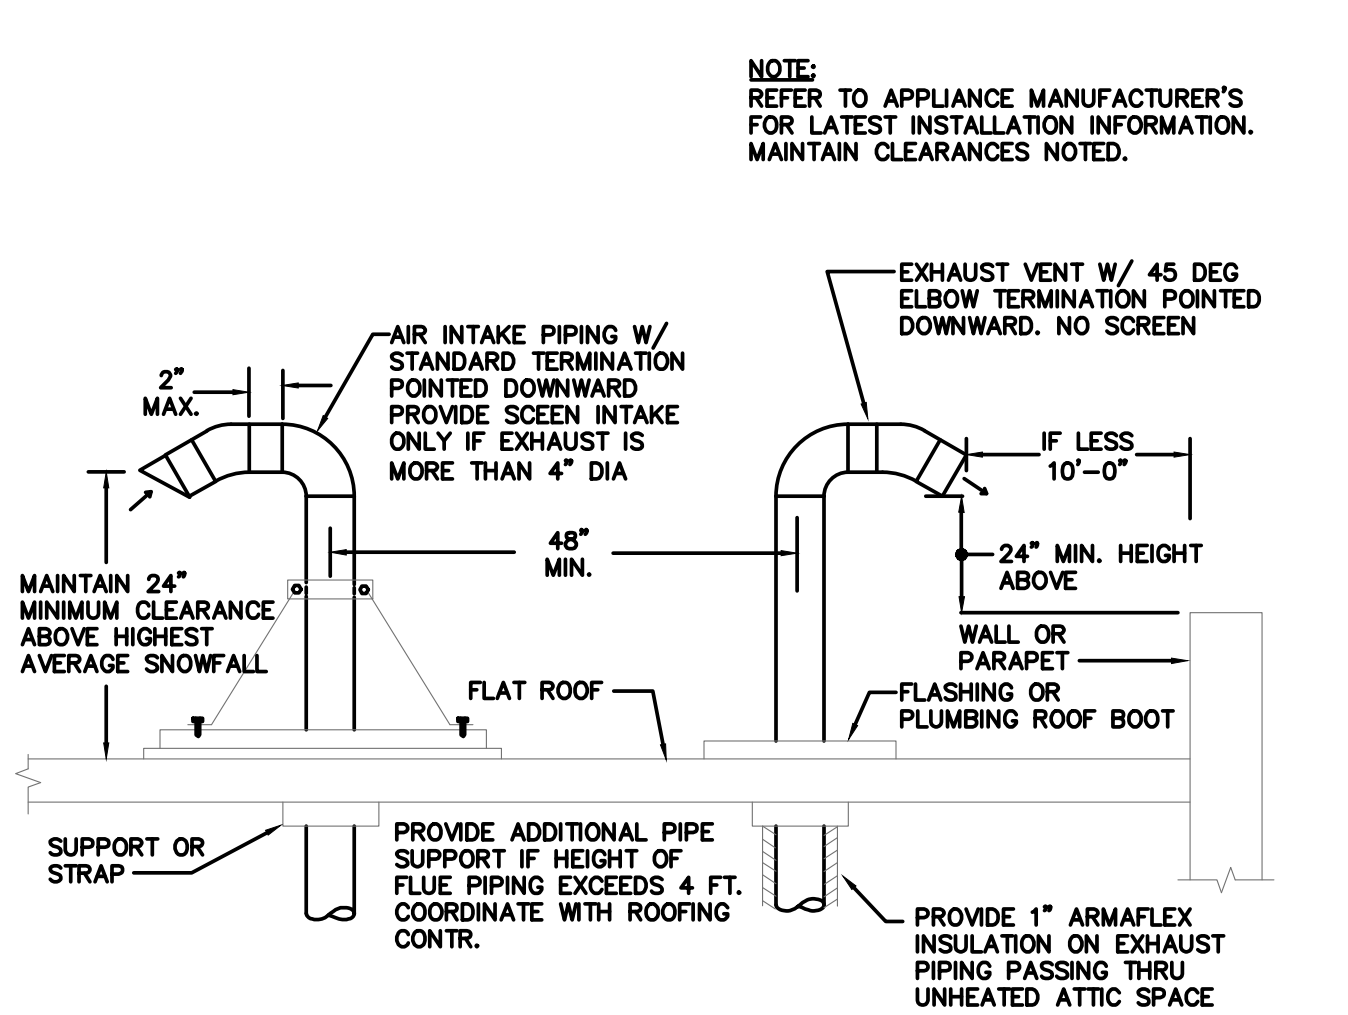 NOTE:
REFER TO APPLIANCE MANUFACTURER'S
FOR LATEST INSTALLATION INFORMATION.
MAINTAIN CLEARANCES NOTED.
EXHAUST VENT W/ 45 DEG
ELBOW TERMINATION POINTED
DOWNWARD. NO SCREEN
AIR INTAKE PIPING W/
STANDARD TERMINATION
POINTED DOWNWARD
PROVIDE SCEEN INTAKE
ONLY IF EXHAUST IS
MORE THAN 4" DIA
2"
MAX.
IF LESS
10'-0"
48"
MIN.
24" MIN. HEIGHT
ABOVE
MAINTAIN 24"
MINIMUM CLEARANCE
ABOVE HIGHEST
AVERAGE SNOWFALL
WALL OR
PARAPET
FLAT ROOF
FLASHING OR
PLUMBING ROOF BOOT
SUPPORT OR
STRAP
PROVIDE ADDITIONAL PIPE
SUPPORT IF HEIGHT OF
FLUE PIPING EXCEEDS 4 FT.
COORDINATE WITH ROOFING
CONTR.
PROVIDE 1" ARMAFLEX
INSULATION ON EXHAUST
PIPING PASSING THRU
UNHEATED ATTIC SPACE